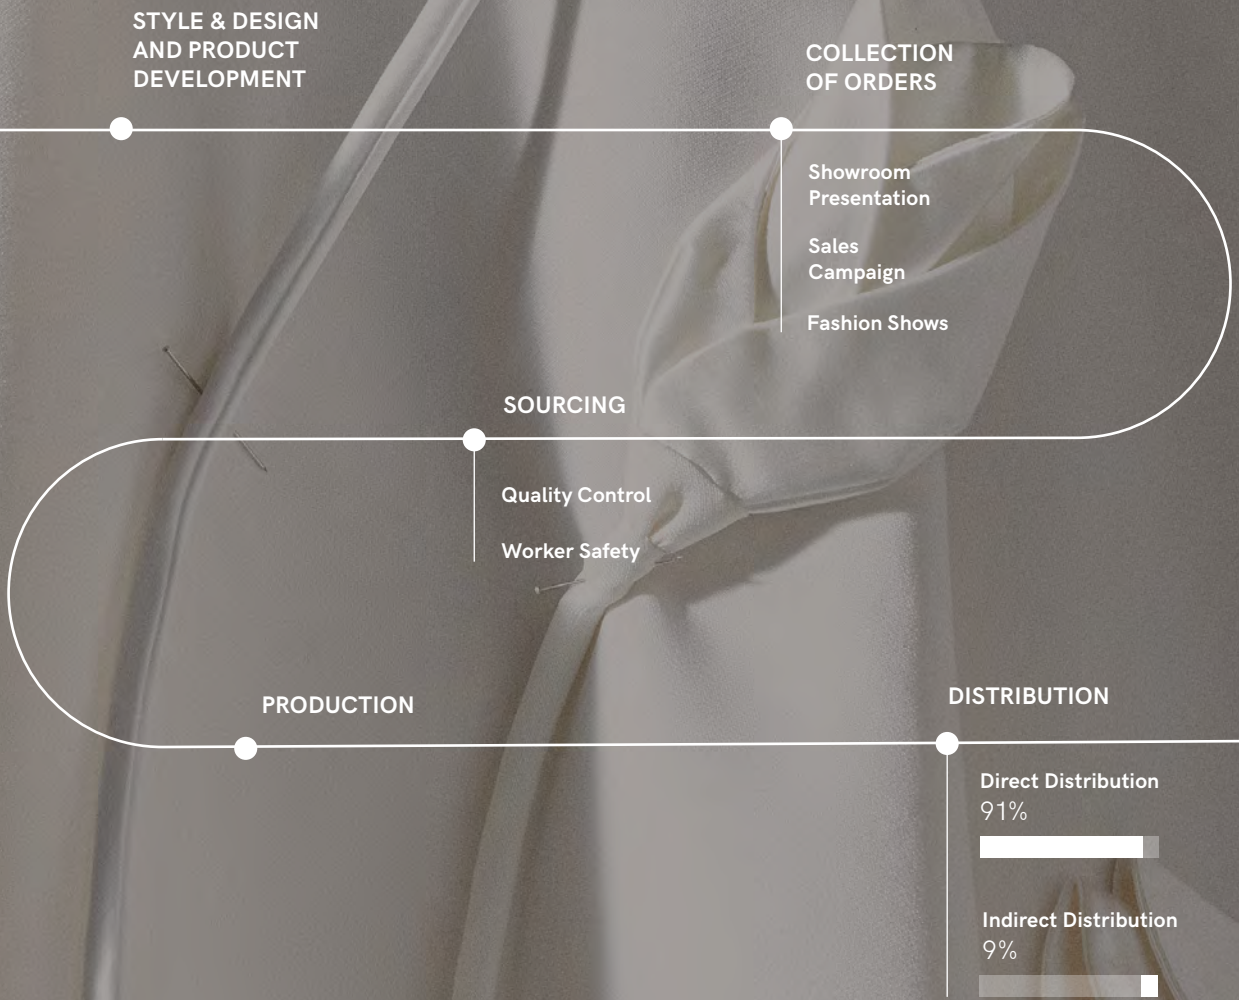 STYLE & DESIGN
AND PRODUCT
DEVELOPMENT
COLLECTION
OF ORDERS
Showroom
Presentation
Sales
Campaign
Fashion Shows
SOURCING
Quality Control
Worker Safety
PRODUCTION
DISTRIBUTION
Direct Distribution
91%
Indirect Distribution
9%